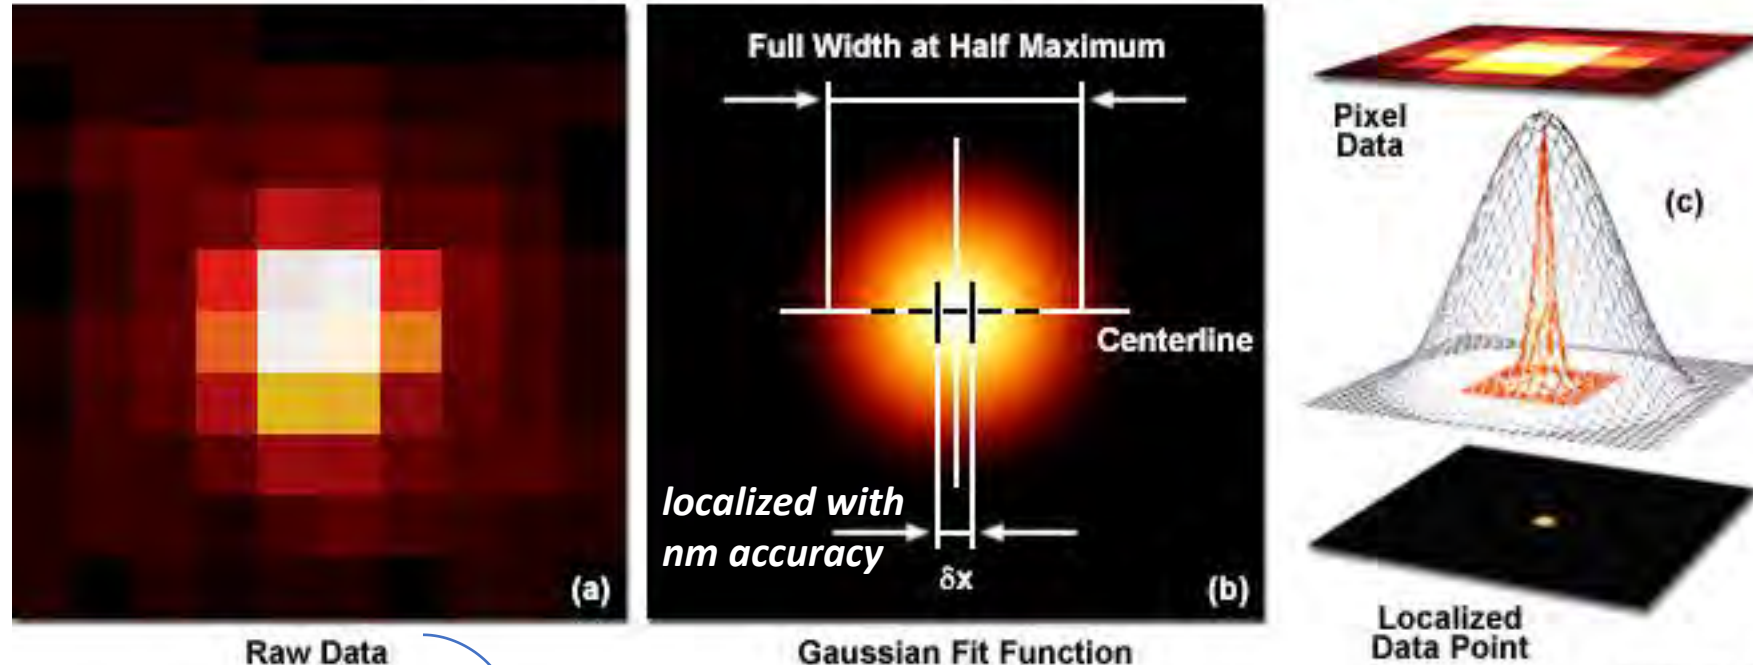 (a)
Raw Data
Full Width at Half Maximum
Centerline
localized with
nm accuracy
δx
(b)
Gaussian Fit Function
Pixel
Data
(c)
Localized
Data Point